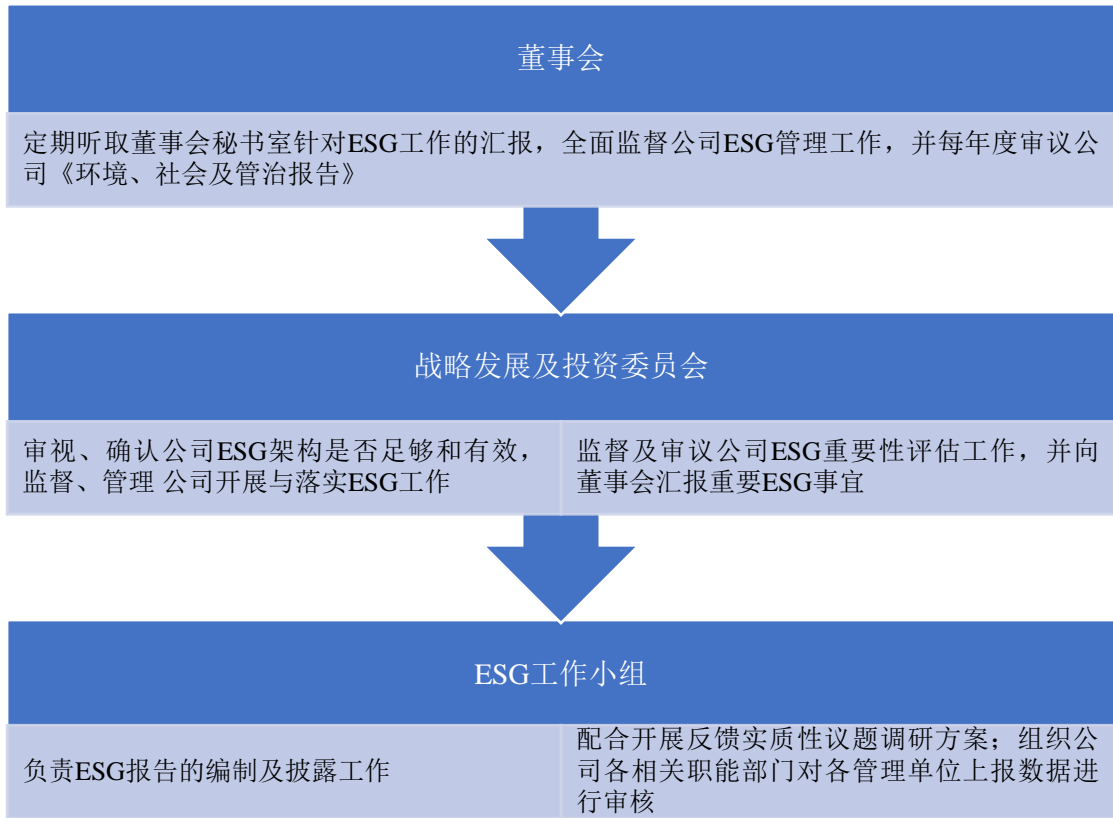 董事会
定期听取董事会秘书室针对ESG工作的汇报，全面监督公司ESG管理工作，并每年度审议公
司《环境、社会及管治报告》
战略发展及投资委员会
审视、确认公司ESG架构是否足够和有效，
监督、管理 公司开展与落实ESG工作
监督及审议公司ESG重要性评估工作，并向
董事会汇报重要ESG事宜
ESG工作小组
负责ESG报告的编制及披露工作
配合开展反馈实质性议题调研方案；组织公
司各相关职能部门对各管理单位上报数据进
行审核